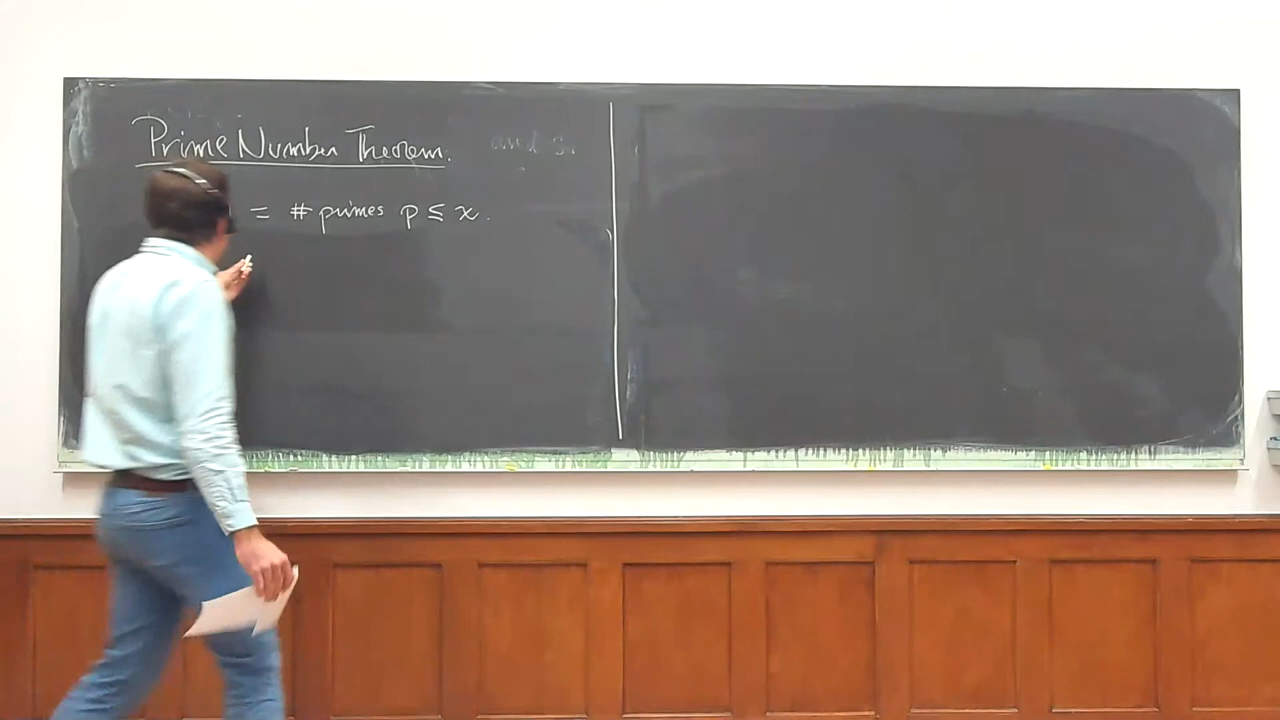 Prime Number Theorem.
= # primes p ≤ x.